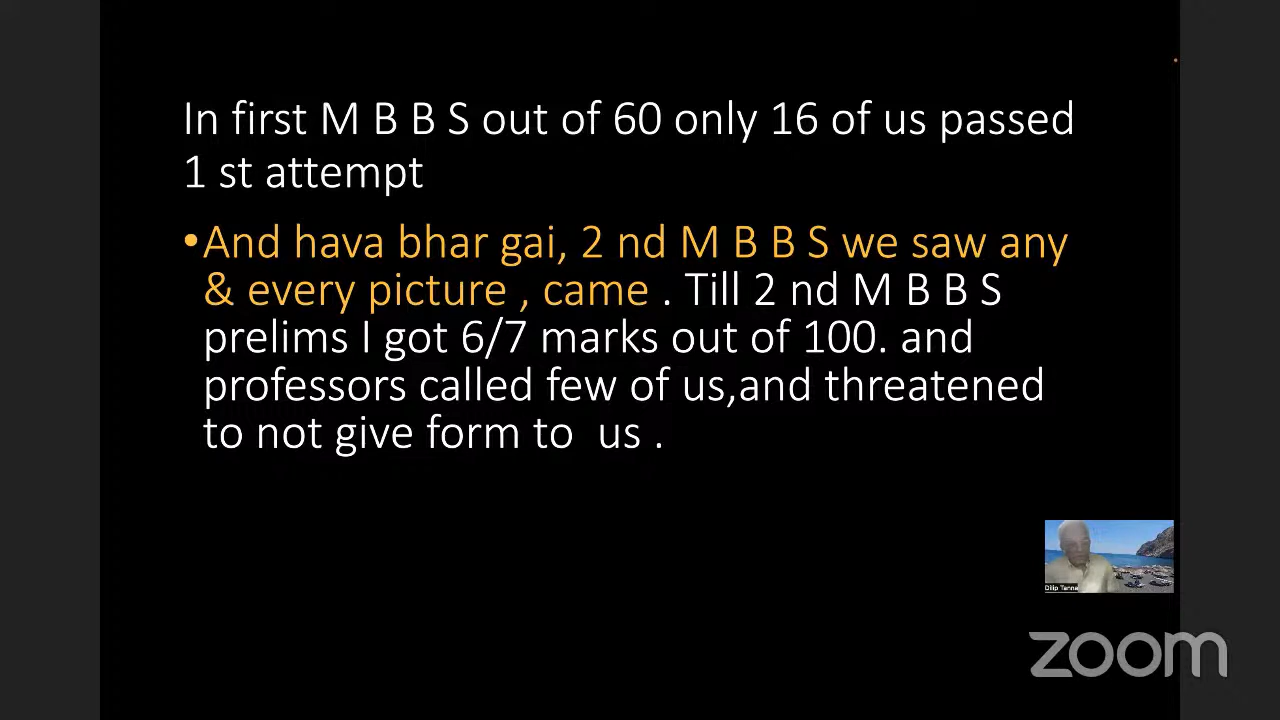 In first M B B S out of 60 only 16 of us passed
1 st attempt
•And hava bhar gai, 2 nd M B B S we saw any
& every picture , came . Till 2 nd M B B S
prelims I got 6/7 marks out of 100. and
professors called few of us,and threatened
to not give form to us .
Dilip Tanna
zoom